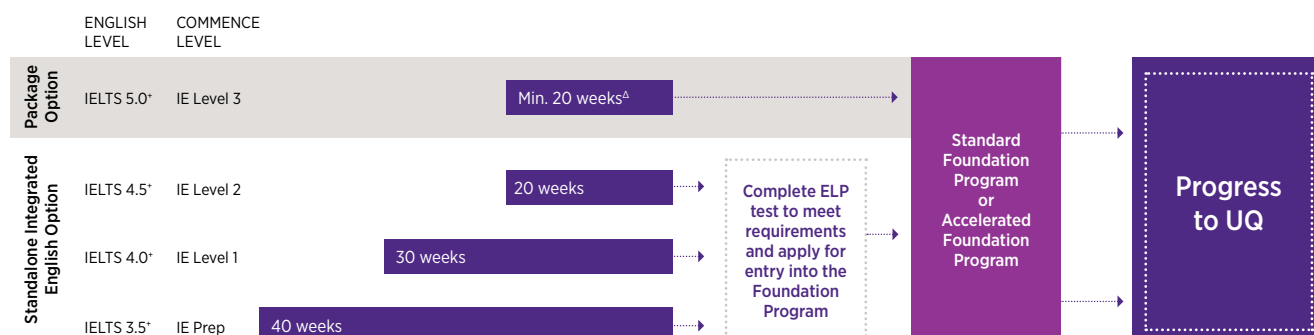 ENGLISH LEVEL
COMMENCE LEVEL
Package Option
IELTS 5.0⁺
IE Level 3
Min. 20 weeksᐃ
Standalone Integrated English Option
IELTS 4.5⁺
IE Level 2
20 weeks
IELTS 4.0⁺
IE Level 1
30 weeks
IELTS 3.5⁺
IE Prep
40 weeks
Complete ELP
test to meet
requirements
and apply for
entry into the
Foundation
Program
Standard
Foundation
Program
or
Accelerated
Foundation
Program
Progress
to UQ